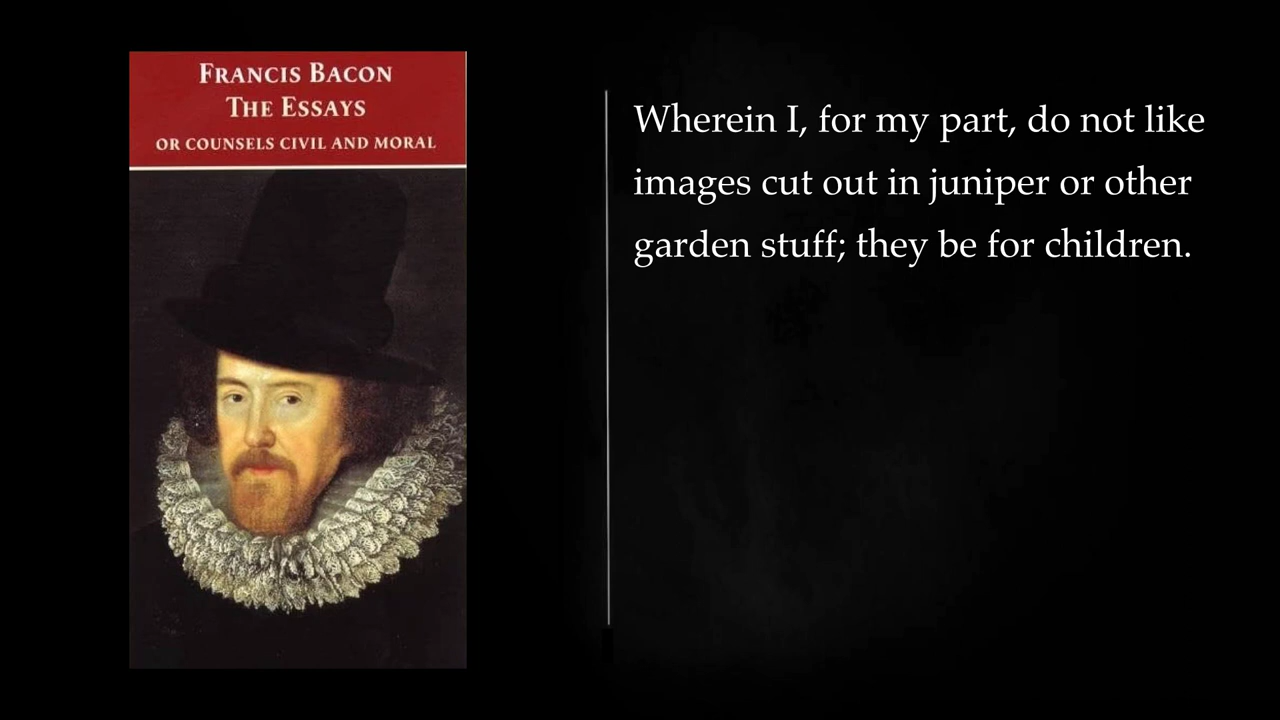 FRANCIS BACON
THE ESSAYS
OR COUNSELS CIVIL AND MORAL
Wherein I, for my part, do not like
images cut out in juniper or other
garden stuff; they be for children.